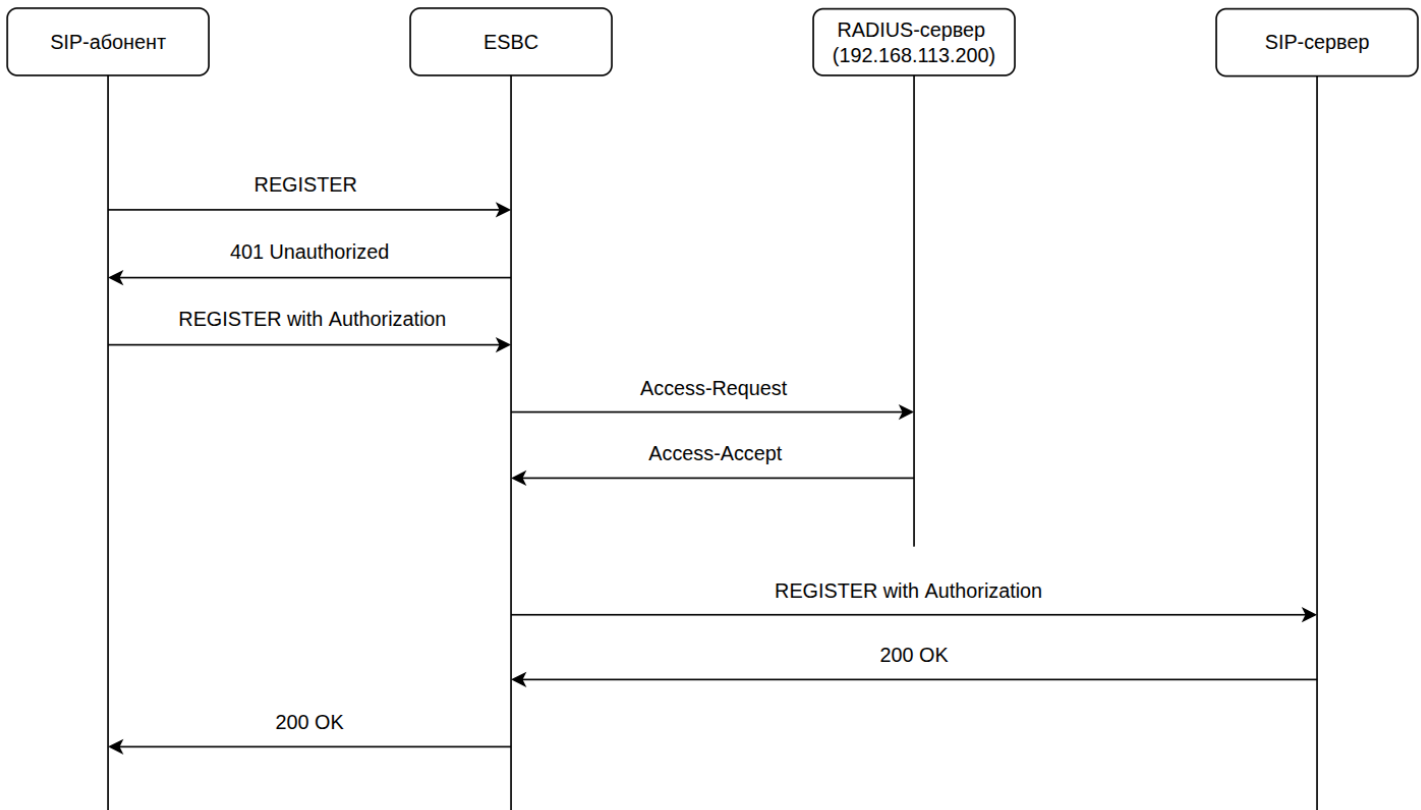 SIP-абонент
ESBC
RADIUS-сервер
(192.168.113.200)
SIP-сервер
REGISTER
401 Unauthorized
REGISTER with Authorization
Access-Request
Access-Accept
REGISTER with Authorization
200 OK
200 OK